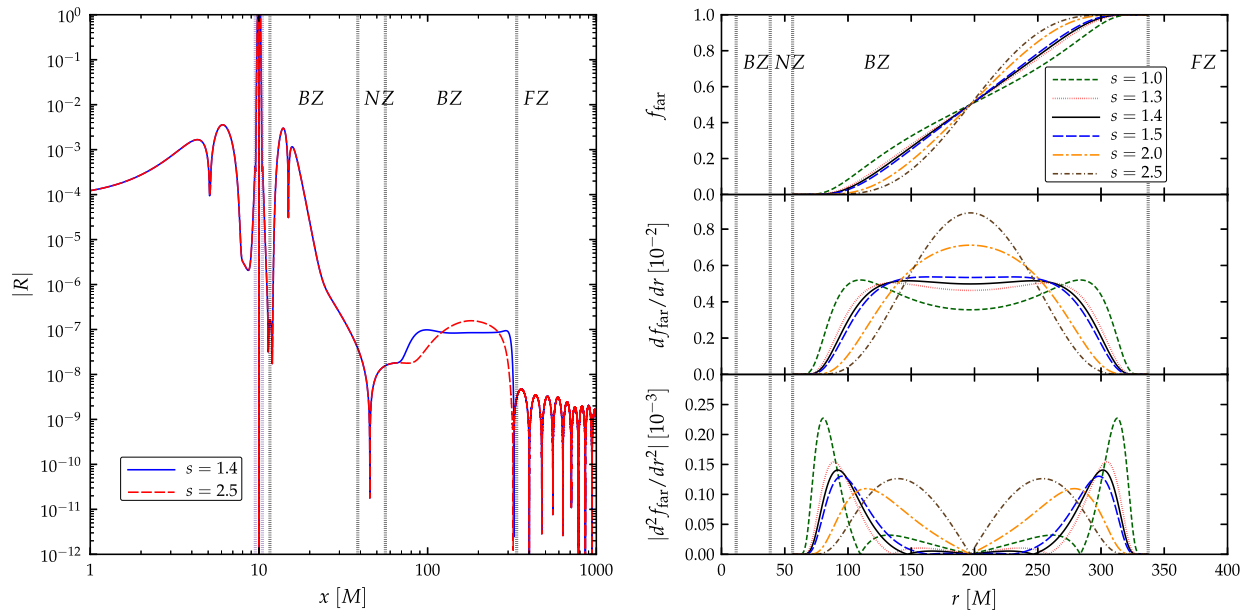 10⁰
10⁻¹
10⁻²
10⁻³
10⁻⁴
10⁻⁵
10⁻⁶
10⁻⁷
10⁻⁸
10⁻⁹
10⁻¹⁰
10⁻¹¹
10⁻¹²
|R|
BZ NZ BZ FZ
s = 1.4
s = 2.5
1 10 100 1000
x [M]
1.0
0.8
0.6
0.4
0.2
0.0
f_far
BZ NZ BZ FZ
s = 1.0
s = 1.3
s = 1.4
s = 1.5
s = 2.0
s = 2.5
0.8
0.6
0.4
0.2
0.0
df_far/dr [10⁻²]
0.25
0.20
0.15
0.10
0.05
0.00
|d²f_far/dr²| [10⁻³]
0 50 100 150 200 250 300 350 400
r [M]